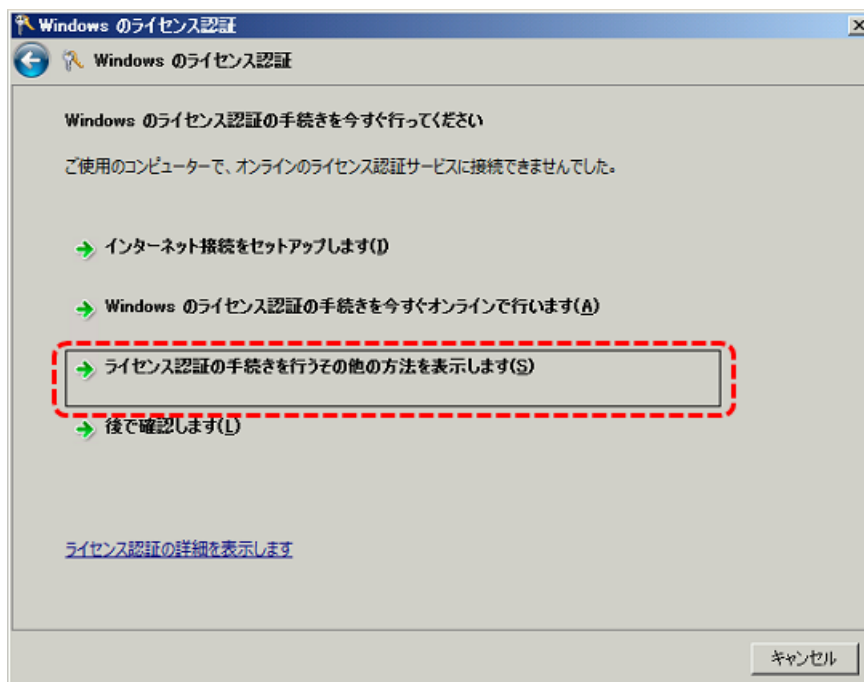 Windows のライセンス認証
Windows のライセンス認証
Windows のライセンス認証の手続きを今すぐ行ってください
ご使用のコンピューターで、オンラインのライセンス認証サービスに接続できませんでした。
インターネット接続をセットアップします(I)
Windows のライセンス認証の手続きを今すぐオンラインで行います(A)
ライセンス認証の手続きを行うその他の方法を表示します(S)
後で確認します(L)
ライセンス認証の詳細を表示します
キャンセル